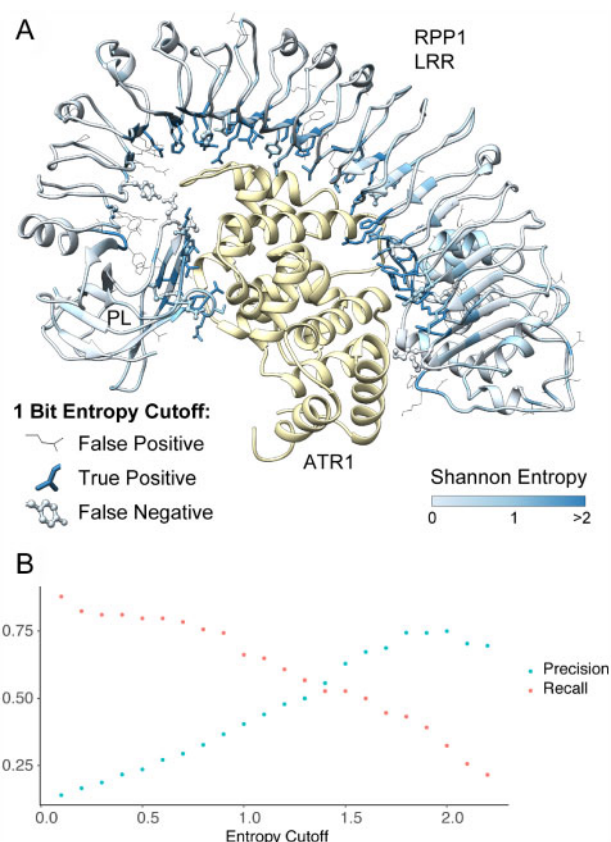 A
RPP1
LRR
PL
1 Bit Entropy Cutoff:
False Positive
True Positive
False Negative
ATR1
Shannon Entropy
0 1 >2
B
0.75
0.50
0.25
Precision
Recall
0.0 0.5 1.0 1.5 2.0
Entropy Cutoff